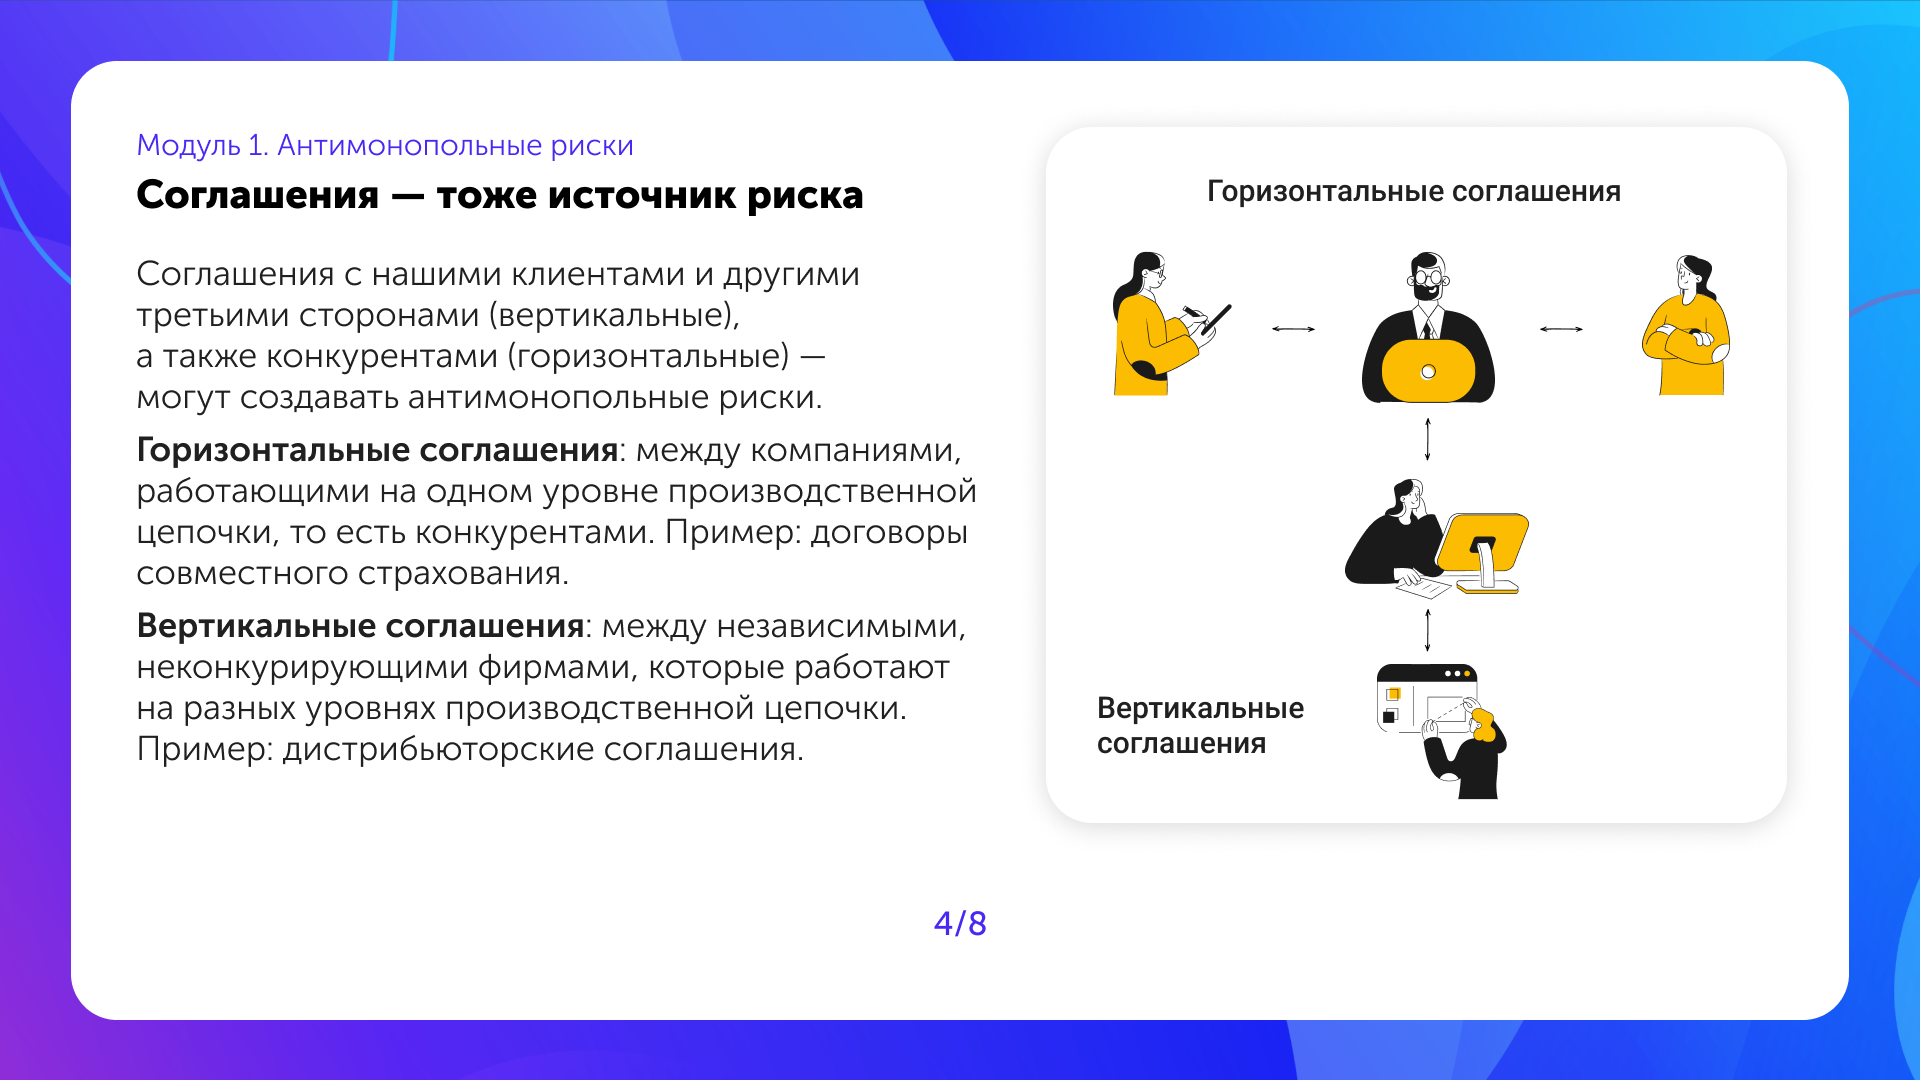 Модуль 1. Антимонопольные риски
Соглашения — тоже источник риска
Соглашения с нашими клиентами и другими
третьими сторонами (вертикальные),
а также конкурентами (горизонтальные) —
могут создавать антимонопольные риски.
Горизонтальные соглашения: между компаниями,
работающими на одном уровне производственной
цепочки, то есть конкурентами. Пример: договоры
совместного страхования.
Вертикальные соглашения: между независимыми,
неконкурирующими фирмами, которые работают
на разных уровнях производственной цепочки.
Пример: дистрибьюторские соглашения.
Горизонтальные соглашения
Вертикальные
соглашения
4/8